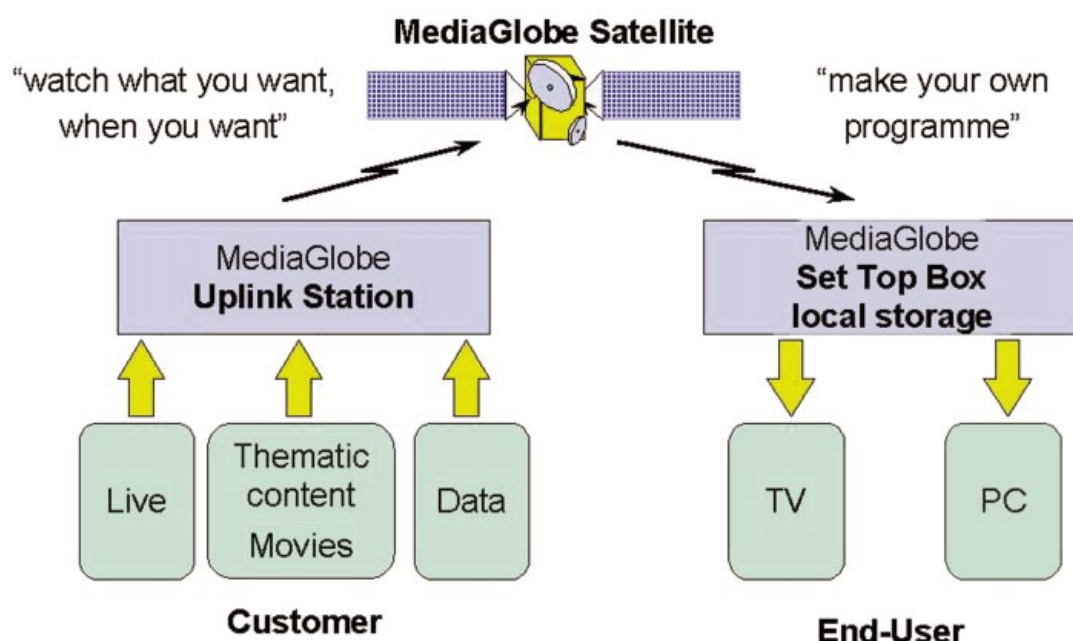 MediaGlobe Satellite
“watch what you want,
when you want”
“make your own
programme”
MediaGlobe
Uplink Station
MediaGlobe
Set Top Box
local storage
Live
Thematic
content
Movies
Data
TV
PC
Customer
End-User